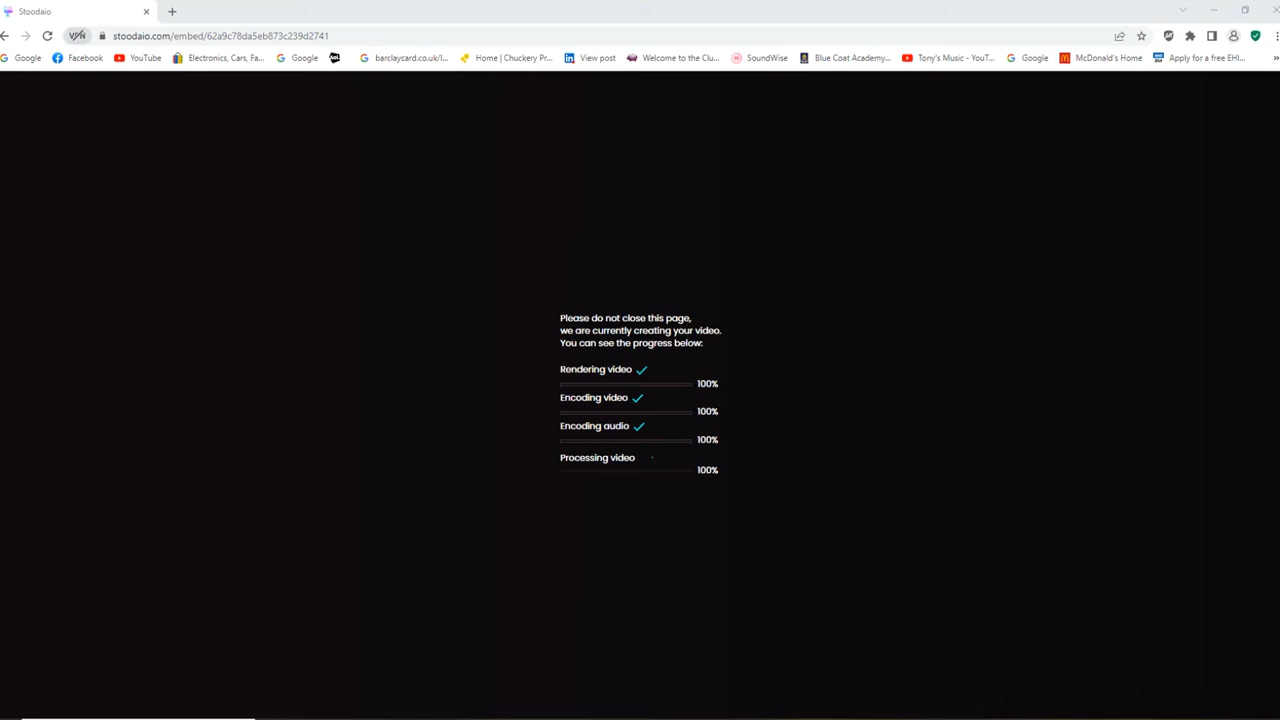 Stoodaio
VPN
stoodaio.com/embed/62a9c78da5eb873c239d2741
Google
Facebook
YouTube
Electronics, Cars, Fa...
Google
Aol.
barclaycard.co.uk/l...
Home | Chuckery Pr...
View post
Welcome to the Clu...
SoundWise
Blue Coat Academy...
Tony's Music - YouT...
Google
McDonald's Home
Apply for a free EHI...
Please do not close this page,
we are currently creating your video.
You can see the progress below:
Rendering video
100%
Encoding video
100%
Encoding audio
100%
Processing video
100%